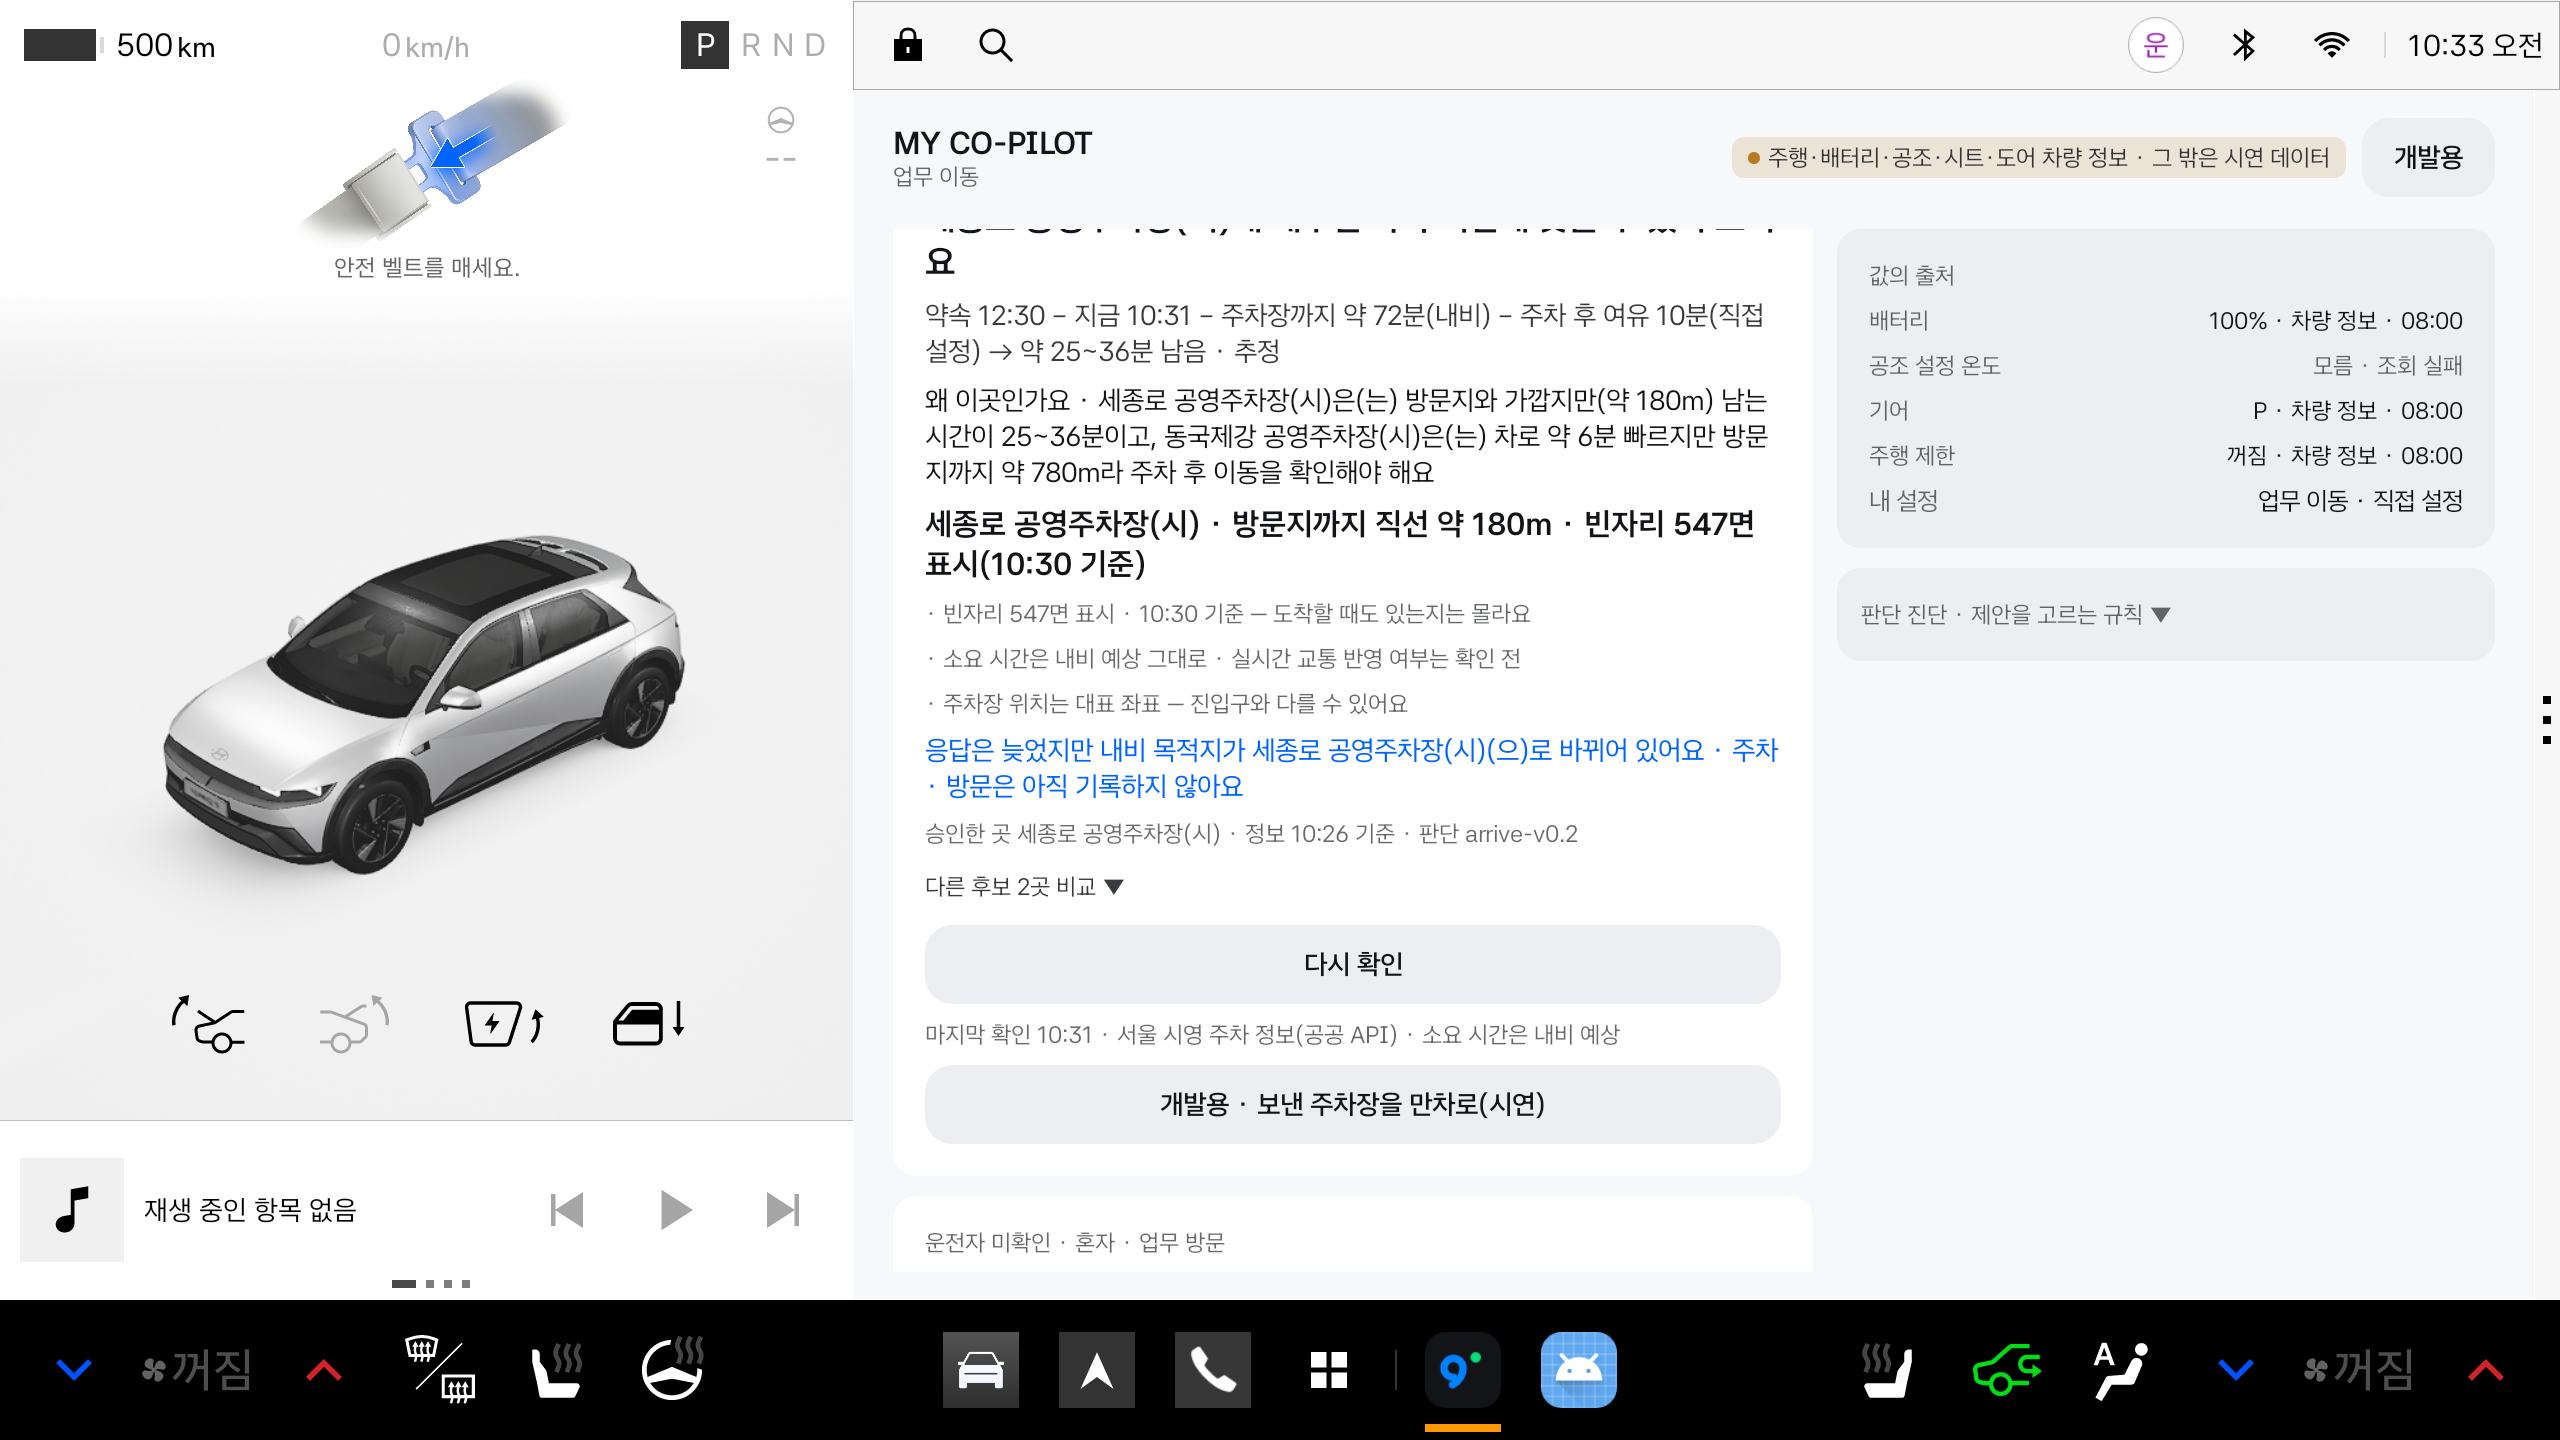 500 km
0 km/h
P R N D
안전 벨트를 매세요.
재생 중인 항목 없음
운
10:33 오전
MY CO-PILOT
업무 이동
주행·배터리·공조·시트·도어 차량 정보 · 그 밖은 시연 데이터
개발용
요
약속 12:30 – 지금 10:31 – 주차장까지 약 72분(내비) – 주차 후 여유 10분(직접
설정) → 약 25~36분 남음 · 추정
왜 이곳인가요 · 세종로 공영주차장(시)은(는) 방문지와 가깝지만(약 180m) 남는
시간이 25~36분이고, 동국제강 공영주차장(시)은(는) 차로 약 6분 빠르지만 방문
지까지 약 780m라 주차 후 이동을 확인해야 해요
세종로 공영주차장(시) · 방문지까지 직선 약 180m · 빈자리 547면
표시(10:30 기준)
· 빈자리 547면 표시 · 10:30 기준 — 도착할 때도 있는지는 몰라요
· 소요 시간은 내비 예상 그대로 · 실시간 교통 반영 여부는 확인 전
· 주차장 위치는 대표 좌표 — 진입구와 다를 수 있어요
응답은 늦었지만 내비 목적지가 세종로 공영주차장(시)(으)로 바뀌어 있어요 · 주차
· 방문은 아직 기록하지 않아요
승인한 곳 세종로 공영주차장(시) · 정보 10:26 기준 · 판단 arrive-v0.2
다른 후보 2곳 비교 ▼
다시 확인
마지막 확인 10:31 · 서울 시영 주차 정보(공공 API) · 소요 시간은 내비 예상
개발용 · 보낸 주차장을 만차로(시연)
운전자 미확인 · 혼자 · 업무 방문
값의 출처
배터리 100% · 차량 정보 · 08:00
공조 설정 온도 모름 · 조회 실패
기어 P · 차량 정보 · 08:00
주행 제한 꺼짐 · 차량 정보 · 08:00
내 설정 업무 이동 · 직접 설정
판단 진단 · 제안을 고르는 규칙 ▼
꺼짐
A
꺼짐